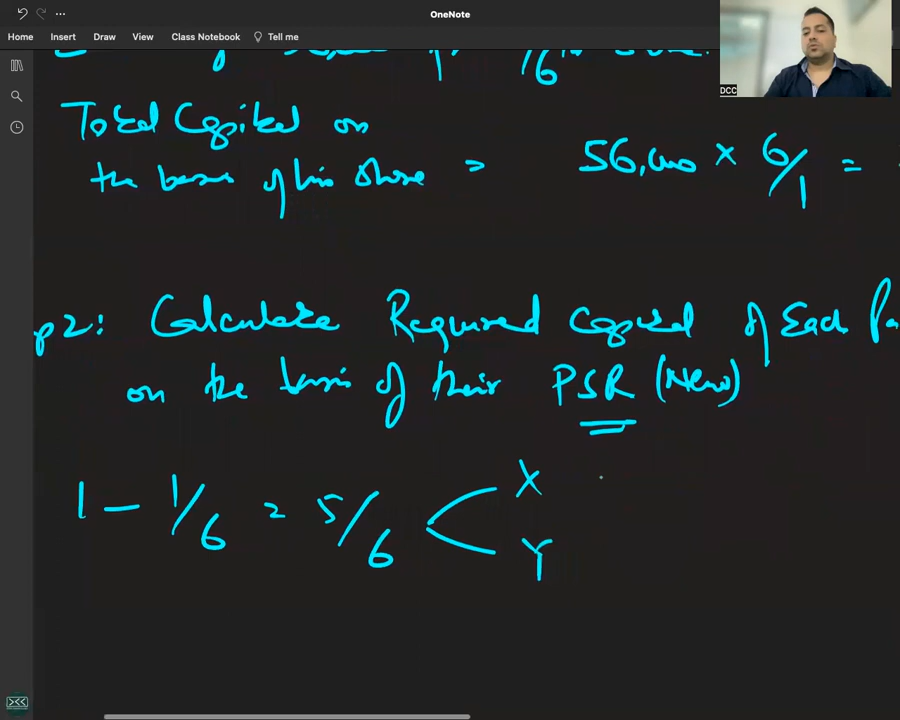 OneNote
Home Insert Draw View Class Notebook Tell me
DCC
Total Capital on
the basis of his Share = 56,000 × 6/1 =
p2: Calculate Required Capital of Each Pa
on the basis of their PSR (New)
1 - 1/6 = 5/6
X
Y